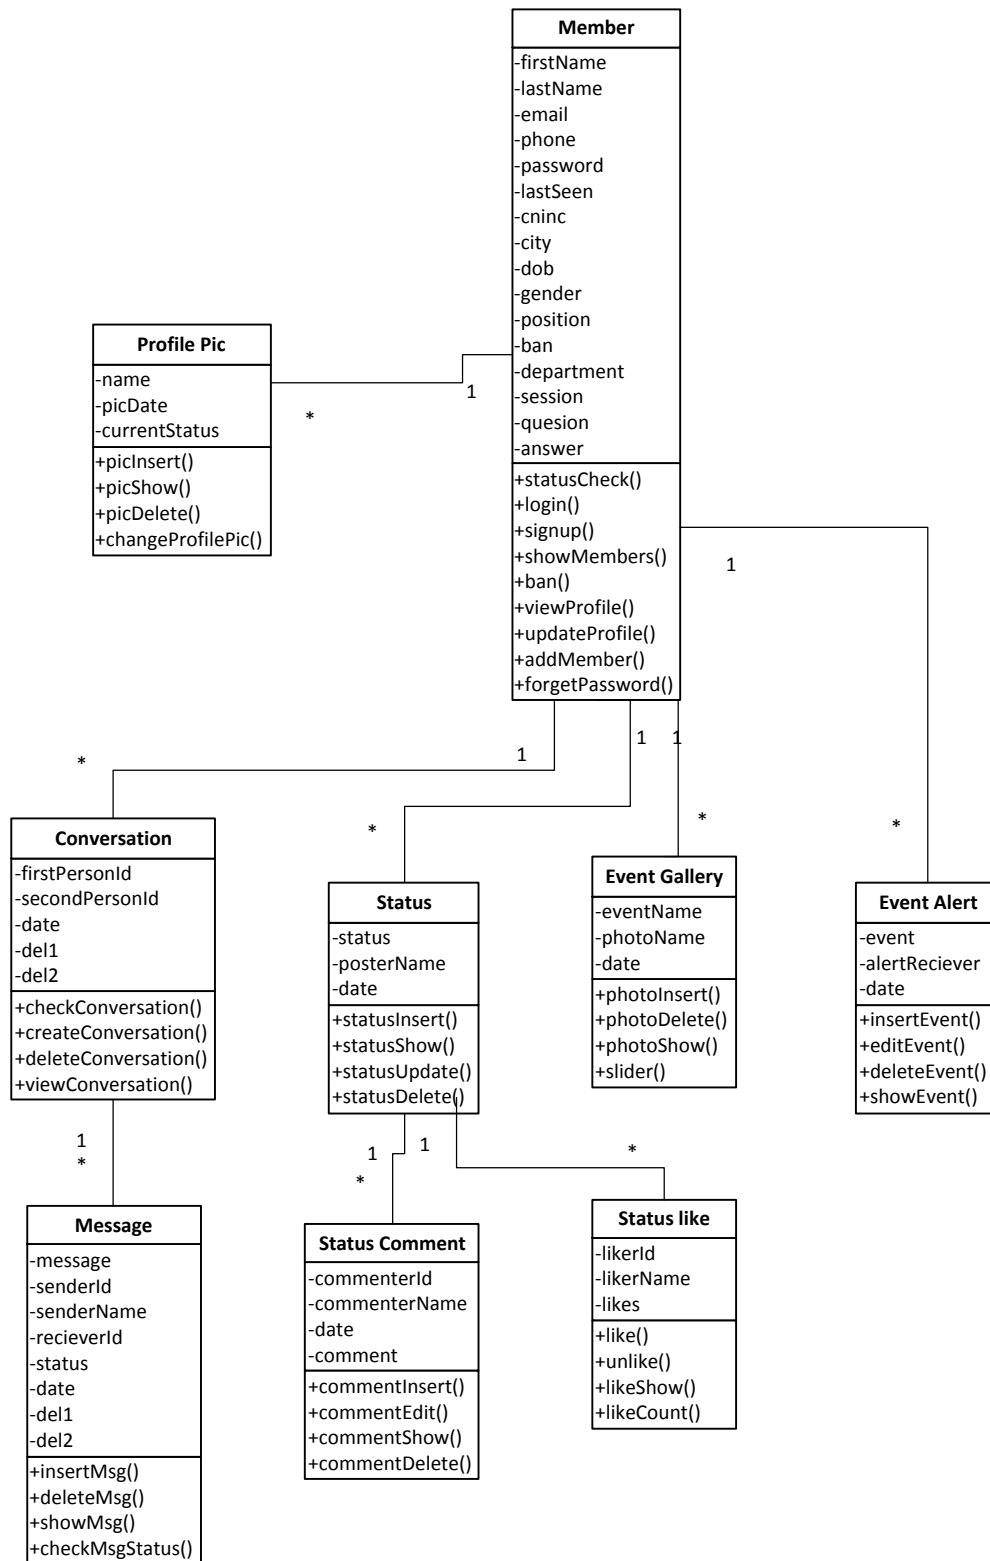 Member
-firstName
-lastName
-email
-phone
-password
-lastSeen
-cninc
-city
-dob
-gender
-position
-ban
-department
-session
-quesion
-answer
+statusCheck()
+login()
+signup()
+showMembers()
+ban()
+viewProfile()
+updateProfile()
+addMember()
+forgetPassword()
Profile Pic
-name
-picDate
-currentStatus
+picInsert()
+picShow()
+picDelete()
+changeProfilePic()
1
*
1
1
1
1
*
*
*
*
Conversation
-firstPersonId
-secondPersonId
-date
-del1
-del2
+checkConversation()
+createConversation()
+deleteConversation()
+viewConversation()
Status
-status
-posterName
-date
+statusInsert()
+statusShow()
+statusUpdate()
+statusDelete()
Event Gallery
-eventName
-photoName
-date
+photoInsert()
+photoDelete()
+photoShow()
+slider()
Event Alert
-event
-alertReciever
-date
+insertEvent()
+editEvent()
+deleteEvent()
+showEvent()
1
*
1
1
*
*
Message
-message
-senderId
-senderName
-recieverId
-status
-date
-del1
-del2
+insertMsg()
+deleteMsg()
+showMsg()
+checkMsgStatus()
Status Comment
-commenterId
-commenterName
-date
-comment
+commentInsert()
+commentEdit()
+commentShow()
+commentDelete()
Status like
-likerId
-likerName
-likes
+like()
+unlike()
+likeShow()
+likeCount()